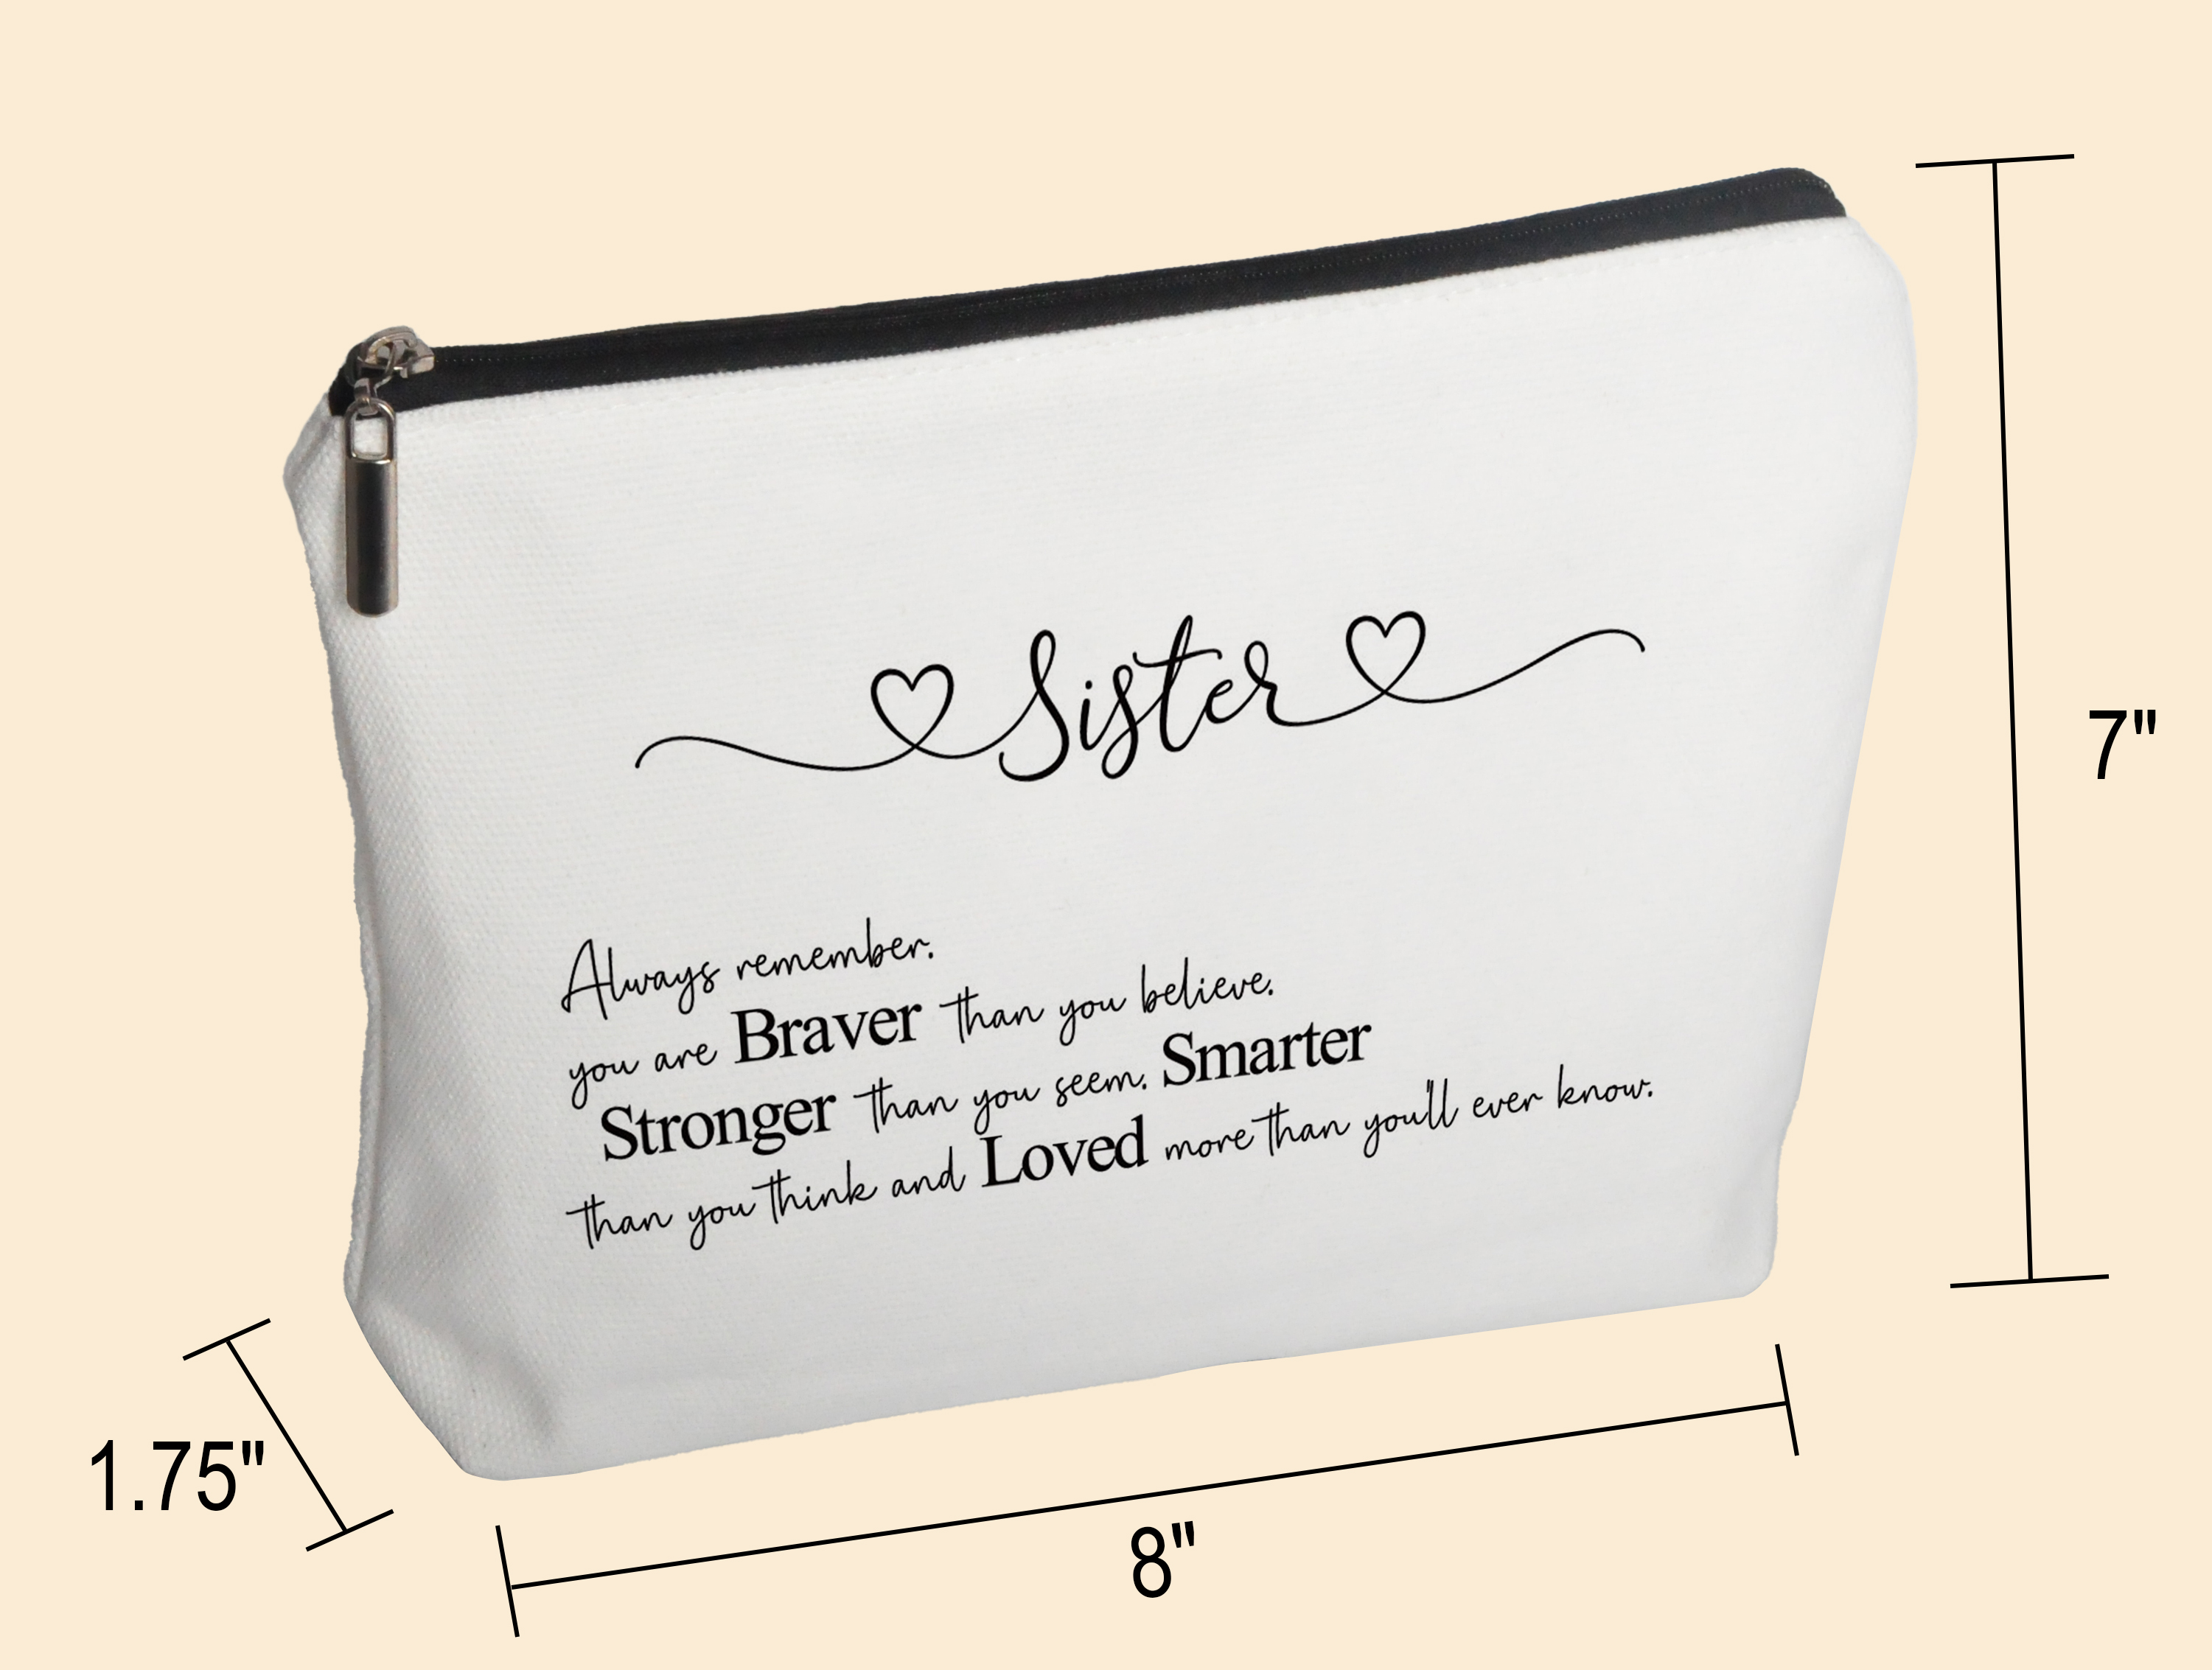 Sister
Always remember.
you are Braver than you believe.
Stronger than you seem. Smarter
than you think and Loved more than you'll ever know.
7"
1.75"
8"